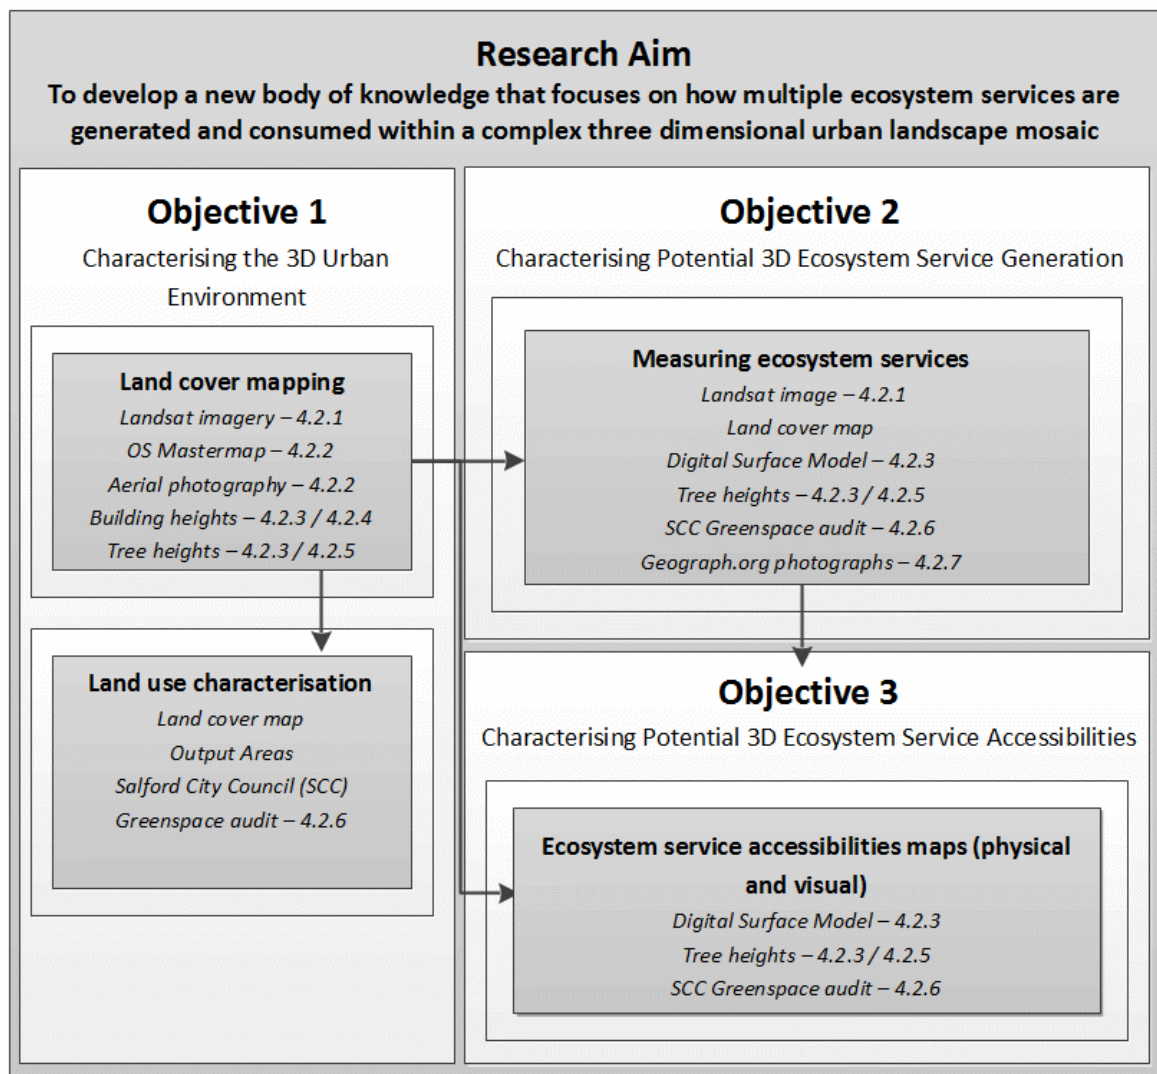 Research Aim
To develop a new body of knowledge that focuses on how multiple ecosystem services are
generated and consumed within a complex three dimensional urban landscape mosaic
Objective 1
Characterising the 3D Urban
Environment
Land cover mapping
Landsat imagery – 4.2.1
OS Mastermap – 4.2.2
Aerial photography – 4.2.2
Building heights – 4.2.3 / 4.2.4
Tree heights – 4.2.3 / 4.2.5
Land use characterisation
Land cover map
Output Areas
Salford City Council (SCC)
Greenspace audit – 4.2.6
Objective 2
Characterising Potential 3D Ecosystem Service Generation
Measuring ecosystem services
Landsat image – 4.2.1
Land cover map
Digital Surface Model – 4.2.3
Tree heights – 4.2.3 / 4.2.5
SCC Greenspace audit – 4.2.6
Geograph.org photographs – 4.2.7
Objective 3
Characterising Potential 3D Ecosystem Service Accessibilities
Ecosystem service accessibilities maps (physical
and visual)
Digital Surface Model – 4.2.3
Tree heights – 4.2.3 / 4.2.5
SCC Greenspace audit – 4.2.6